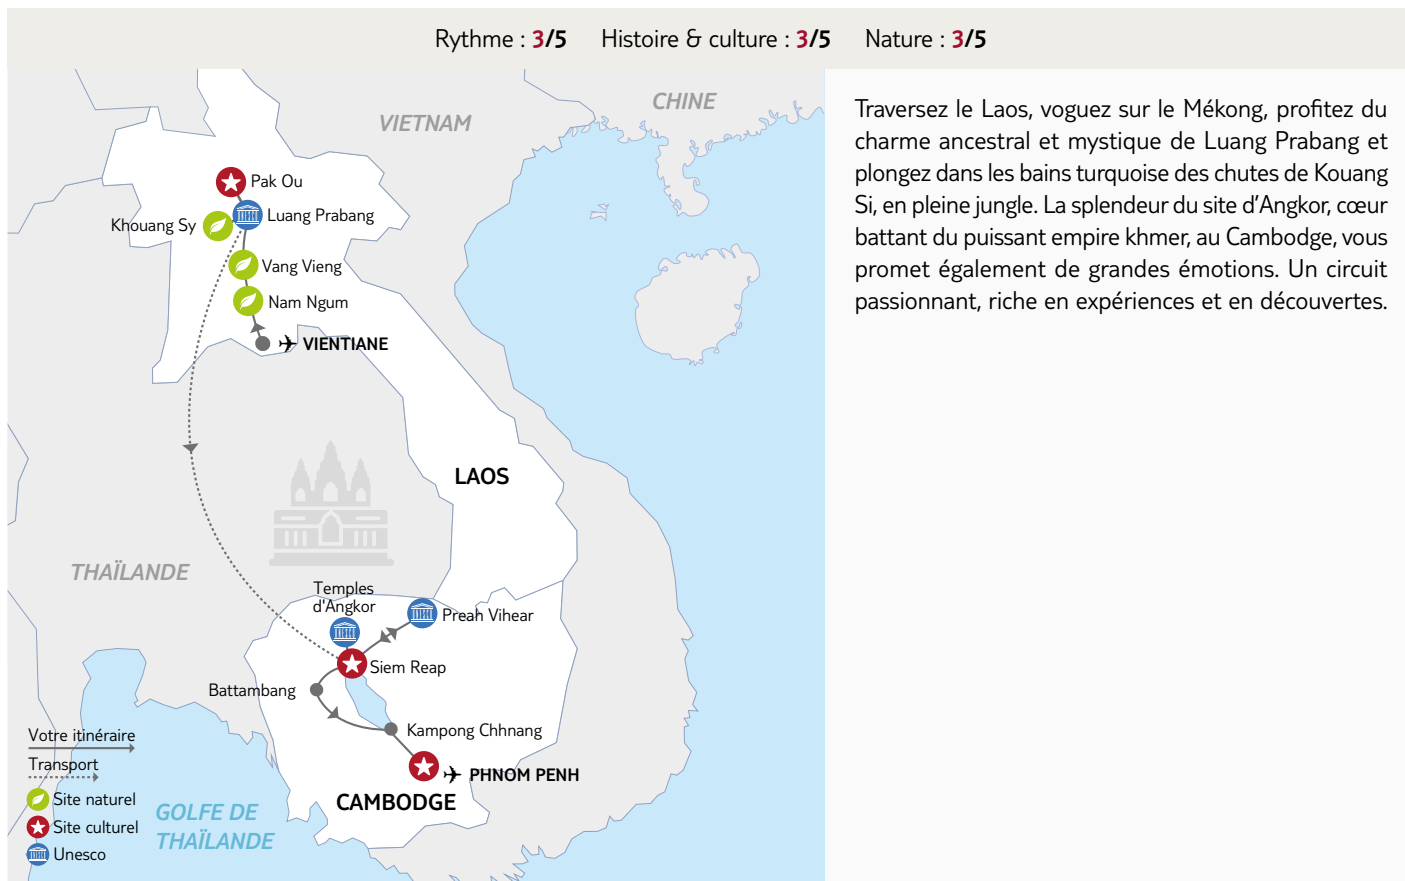 Rythme : 3/5 Histoire & culture : 3/5 Nature : 3/5
CHINE
VIETNAM
Pak Ou
Luang Prabang
Khouang Sy
Vang Vieng
Nam Ngum
VIENTIANE
LAOS
THAÏLANDE
Temples
d'Angkor
Preah Vihear
Siem Reap
Battambang
Kampong Chhnang
PHNOM PENH
CAMBODGE
GOLFE DE
THAÏLANDE
Votre itinéraire
Transport
Site naturel
Site culturel
Unesco
Traversez le Laos, voguez sur le Mékong, profitez du
charme ancestral et mystique de Luang Prabang et
plongez dans les bains turquoise des chutes de Kouang
Si, en pleine jungle. La splendeur du site d’Angkor, cœur
battant du puissant empire khmer, au Cambodge, vous
promet également de grandes émotions. Un circuit
passionnant, riche en expériences et en découvertes.